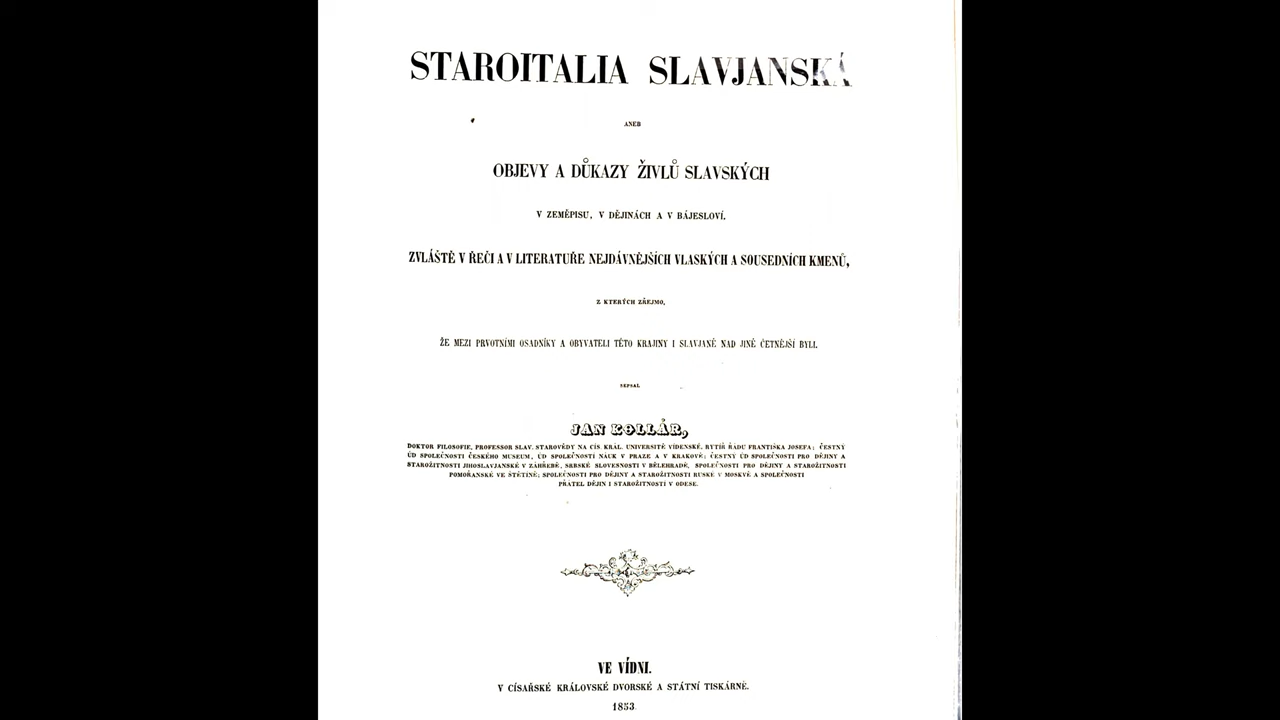 STAROITALIA SLAVJANSKÁ
ANEB
OBJEVY A DŮKAZY ŽIVLŮ SLAVSKÝCH
V ZEMĚPISU, V DĚJINÁCH A V BÁJESLOVÍ,
ZVLÁŠTĚ V ŘEČI A V LITERATUŘE NEJDÁVNĚJŠÍCH VLASKÝCH A SOUSEDNÍCH KMENŮ,
Z KTERÝCH ZŘEJMO,
ŽE MEZI PRVOTNÍMI OSADNÍKY A OBYVATELI TÉTO KRAJINY I SLAVJANÉ NAD JINÉ ČETNĚJŠÍ BYLI.
SEPSAL
JAN KOLLÁR,
DOKTOR FILOSOFIE, PROFESSOR SLAV. STAROVĚDY NA CÍS. KRÁL. UNIVERSITĚ VÍDENSKÉ, RYTÍŘ ŘÁDU FRANTIŠKA JOSEFA; ČESTNÝ
ÚD SPOLEČNOSTI ČESKÉHO MUSEUM, ÚD SPOLEČNOSTI NÁUK V PRAZE A V KRAKOVĚ; ČESTNÝ ÚD SPOLEČNOSTI PRO DĚJINY A
STAROŽITNOSTI JIHOSLAVJANSKÉ V ZÁHŘEBĚ, SRBSKÉ SLOVESNOSTI V BĚLEHRADĚ, SPOLEČNOSTI PRO DĚJINY A STAROŽITNOSTI
POMOŘANSKÉ VE ŠTĚTÍNĚ; SPOLEČNOSTI PRO DĚJINY A STAROŽITNOSTI RUSKÉ V MOSKVĚ A SPOLEČNOSTI
PŘÁTEL DĚJIN I STAROŽITNOSTÍ V ODESE.
VE VÍDNI.
V CÍSAŘSKÉ KRÁLOVSKÉ DVORSKÉ A STÁTNÍ TISKÁRNĚ.
1853.